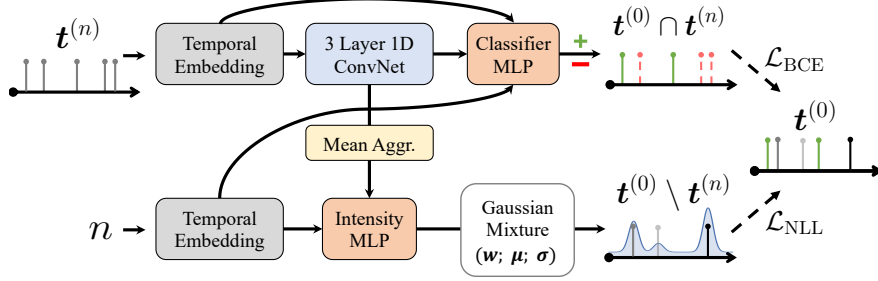 t^(n)
Temporal
Embedding
3 Layer 1D
ConvNet
Classifier
MLP
+
−
t^(0) ∩ t^(n)
ℒ_BCE
t^(0)
Mean Aggr.
n
Temporal
Embedding
Intensity
MLP
Gaussian
Mixture
(w; μ; σ)
t^(0) \ t^(n)
ℒ_NLL